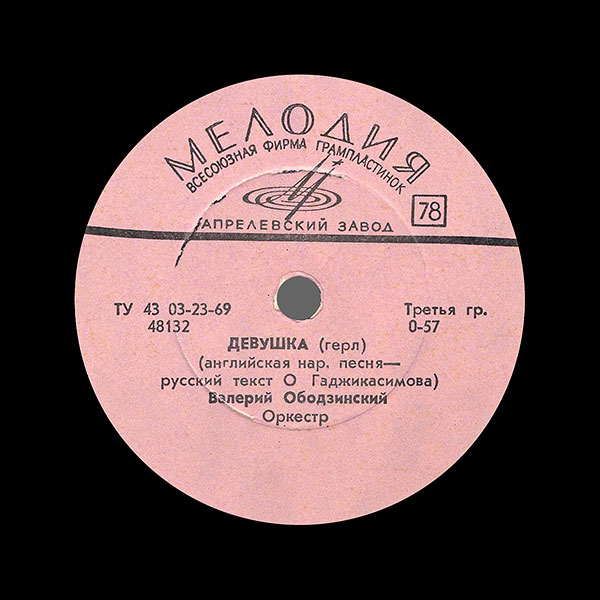 МЕЛОДИЯ
ВСЕСОЮЗНАЯ ФИРМА ГРАМПЛАСТИНОК
78
АПРЕЛЕВСКИЙ ЗАВОД
ТУ 43 03-23-69
48132
Третья гр.
0-57
ДЕВУШКА (герл)
(английская нар. песня—
русский текст О Гаджикасимова)
Валерий Ободзинский
Оркестр